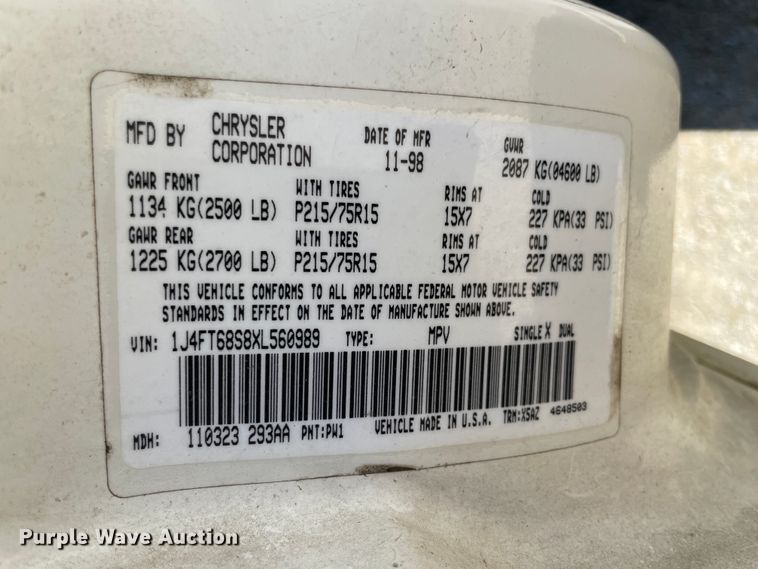 MFD BY CHRYSLER CORPORATION DATE OF MFR 11-98 GVWR 2087 KG(04600 LB)
GAWR FRONT WITH TIRES RIMS AT COLD
1134 KG(2500 LB) P215/75R15 15X7 227 KPA(33 PSI)
GAWR REAR WITH TIRES RIMS AT COLD
1225 KG(2700 LB) P215/75R15 15X7 227 KPA(33 PSI)
THIS VEHICLE CONFORMS TO ALL APPLICABLE FEDERAL MOTOR VEHICLE SAFETY
STANDARDS IN EFFECT ON THE DATE OF MANUFACTURE SHOWN ABOVE.
VIN: 1J4FT68S8XL560989 TYPE: MPV SINGLE X DUAL
MDH: 110323 293AA PNT:PW1 VEHICLE MADE IN U.S.A. TRM:X5AZ 4648503
Purple Wave Auction